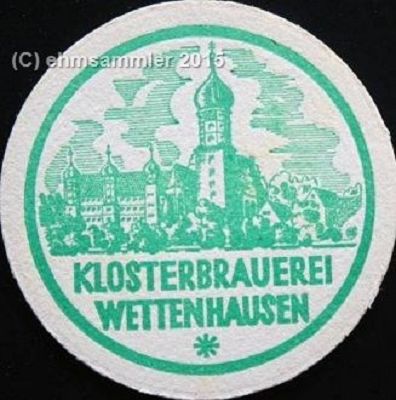 (C) ehmsammler 2015
KLOSTERBRAUEREI
WETTENHAUSEN
*